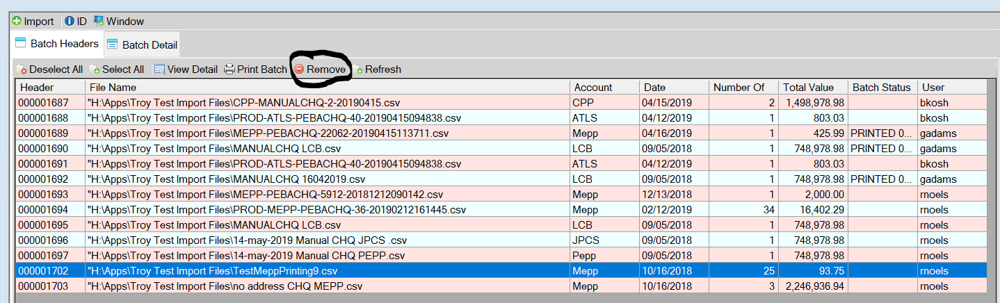 Import ID Window
Batch Headers Batch Detail
Deselect All Select All View Detail Print Batch Remove Refresh
Header File Name Account Date Number Of Total Value Batch Status User
000001687 "H:\Apps\Troy Test Import Files\CPP-MANUALCHQ-2-20190415.csv CPP 04/15/2019 2 1,498,978.98 bkosh
000001688 "H:\Apps\Troy Test Import Files\PROD-ATLS-PEBACHQ-40-20190415094838.csv ATLS 04/12/2019 1 803.03 bkosh
000001689 "H:\Apps\Troy Test Import Files\MEPP-PEBACHQ-22062-20190415113711.csv Mepp 04/16/2019 1 425.99 PRINTED 0... gadams
000001690 "H:\Apps\Troy Test Import Files\MANUALCHQ LCB.csv LCB 09/05/2018 1 748,978.98 PRINTED 0... gadams
000001691 "H:\Apps\Troy Test Import Files\PROD-ATLS-PEBACHQ-40-20190415094838.csv ATLS 04/12/2019 1 803.03 bkosh
000001692 "H:\Apps\Troy Test Import Files\MANUALCHQ 16042019.csv LCB 09/05/2018 1 748,978.98 PRINTED 0... gadams
000001693 "H:\Apps\Troy Test Import Files\MEPP-PEBACHQ-5912-20181212090142.csv Mepp 12/13/2018 1 2,000.00 rnoels
000001694 "H:\Apps\Troy Test Import Files\PROD-MEPP-PEBACHQ-36-20190212161445.csv Mepp 02/12/2019 34 16,402.29 rnoels
000001695 "H:\Apps\Troy Test Import Files\MANUALCHQ LCB.csv LCB 09/05/2018 1 748,978.98 rnoels
000001696 "H:\Apps\Troy Test Import Files\14-may-2019 Manual CHQ JPCS .csv JPCS 09/05/2018 1 748,978.98 rnoels
000001697 "H:\Apps\Troy Test Import Files\14-may-2019 Manual CHQ PEPP.csv Pepp 09/05/2018 1 748,978.98 rnoels
000001702 "H:\Apps\Troy Test Import Files\TestMeppPrinting9.csv Mepp 10/16/2018 25 93.75 rnoels
000001703 "H:\Apps\Troy Test Import Files\no address CHQ MEPP.csv Mepp 10/16/2018 3 2,246,936.94 rnoels